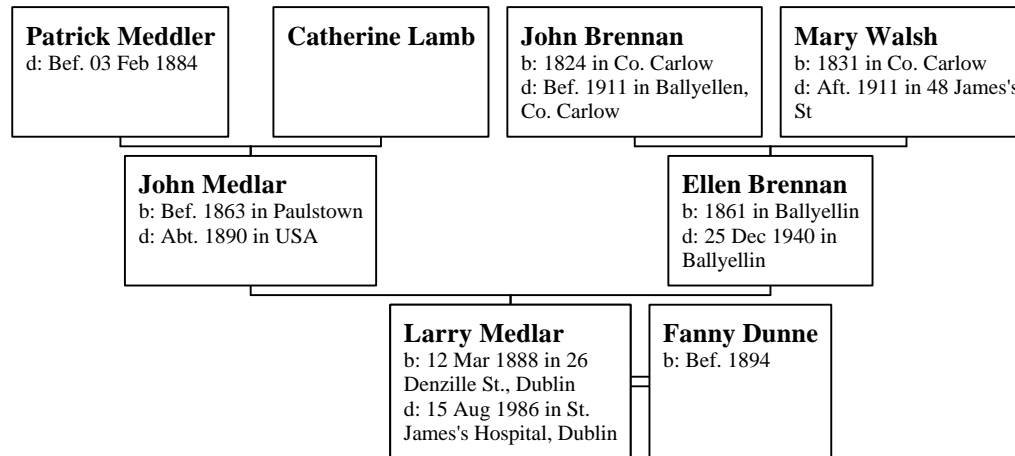 Patrick Meddler
d: Bef. 03 Feb 1884
Catherine Lamb
John Brennan
b: 1824 in Co. Carlow
d: Bef. 1911 in Ballyellen,
Co. Carlow
Mary Walsh
b: 1831 in Co. Carlow
d: Aft. 1911 in 48 James's
St
John Medlar
b: Bef. 1863 in Paulstown
d: Abt. 1890 in USA
Ellen Brennan
b: 1861 in Ballyellin
d: 25 Dec 1940 in
Ballyellin
Larry Medlar
b: 12 Mar 1888 in 26
Denzille St., Dublin
d: 15 Aug 1986 in St.
James's Hospital, Dublin
Fanny Dunne
b: Bef. 1894